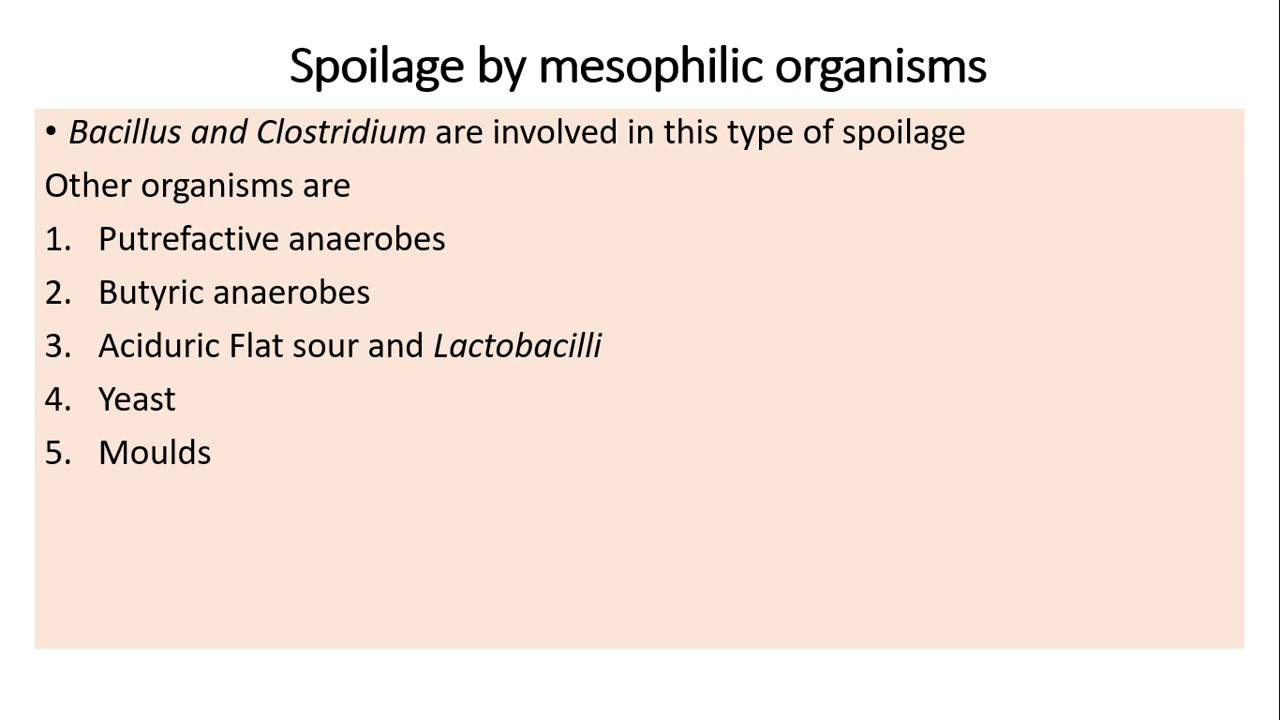 Spoilage by mesophilic organisms
• Bacillus and Clostridium are involved in this type of spoilage
Other organisms are
1. Putrefactive anaerobes
2. Butyric anaerobes
3. Aciduric Flat sour and Lactobacilli
4. Yeast
5. Moulds